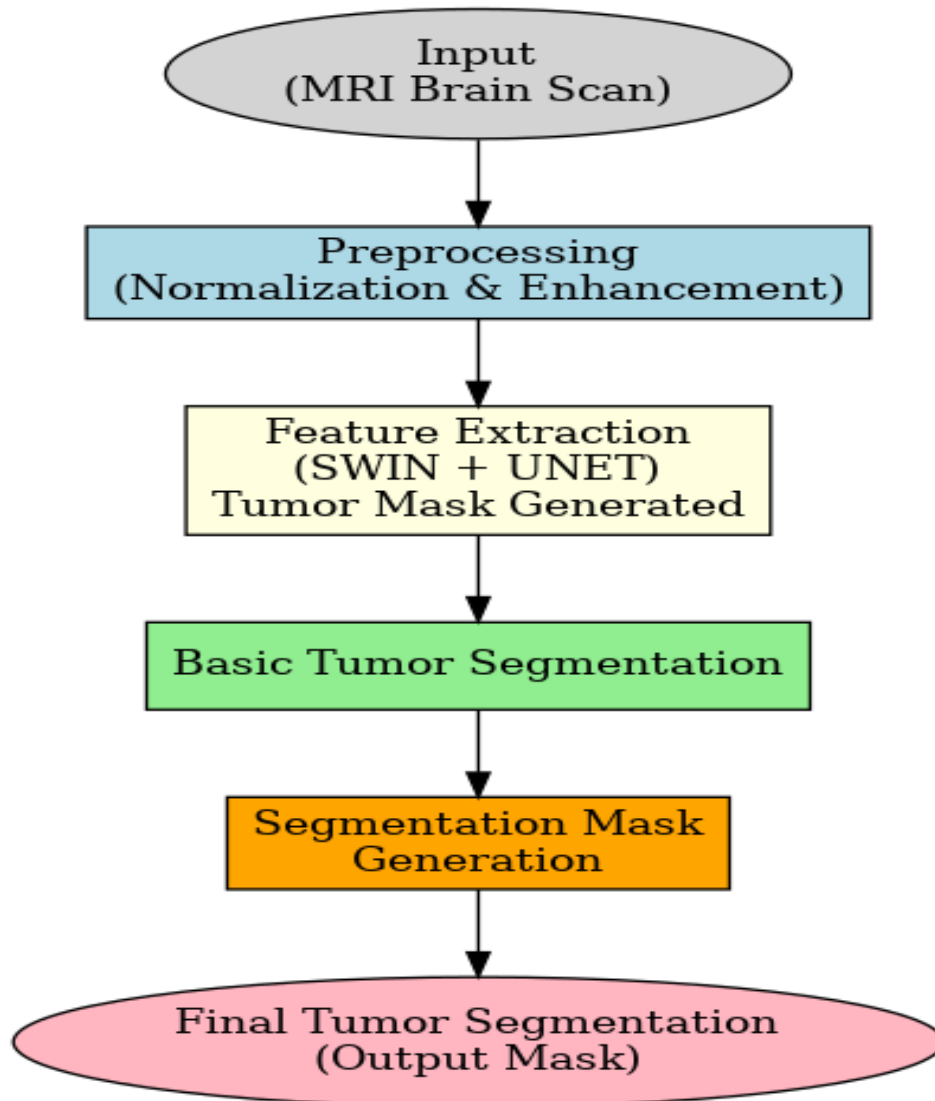 Input
(MRI Brain Scan)
Preprocessing
(Normalization & Enhancement)
Feature Extraction
(SWIN + UNET)
Tumor Mask Generated
Basic Tumor Segmentation
Segmentation Mask
Generation
Final Tumor Segmentation
(Output Mask)